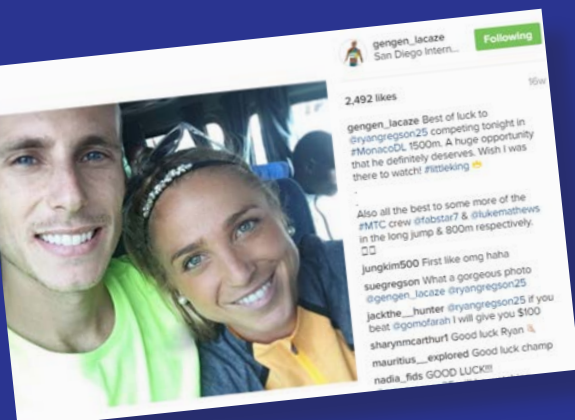 gengen_lacaze
San Diego Intern...
Following
16w
2,492 likes
gengen_lacaze Best of luck to
@ryangregson25 competing tonight in
#MonacoDL 1500m. A huge opportunity
that he definitely deserves. Wish I was
there to watch! #littleking
.
.
Also all the best to some more of the
#MTC crew @fabstar7 & @lukemathews
in the long jump & 800m respectively.
jungkim500 First like omg haha
suegregson What a gorgeous photo
@gengen_lacaze @ryangregson25
jackthe__hunter @ryangregson25 if you
beat @gomofarah I will give you $100
sharynmcarthur1 Good luck Ryan
mauritius__explored Good luck champ
nadia_fids GOOD LUCK!!!